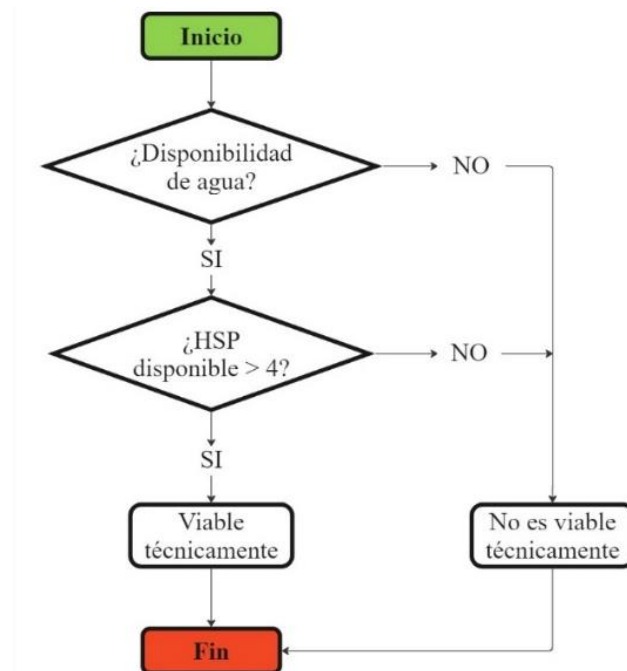 Inicio
¿Disponibilidad
de agua?
NO
SI
¿HSP
disponible > 4?
NO
SI
Viable
técnicamente
No es viable
técnicamente
Fin